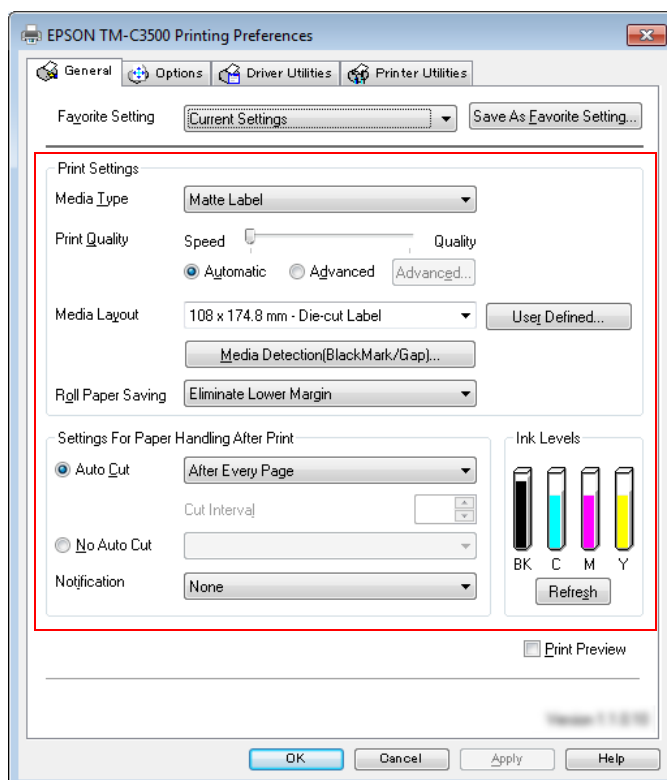 EPSON TM-C3500 Printing Preferences
General Options Driver Utilities Printer Utilities
Favorite Setting Current Settings Save As Favorite Setting...
Print Settings
Media Type Matte Label
Print Quality Speed Quality
Automatic Advanced Advanced...
Media Layout 108 x 174.8 mm - Die-cut Label User Defined...
Media Detection(BlackMark/Gap)...
Roll Paper Saving Eliminate Lower Margin
Settings For Paper Handling After Print
Auto Cut After Every Page
Cut Interval
No Auto Cut
Notification None
Ink Levels
BK C M Y
Refresh
Print Preview
OK Cancel Apply Help